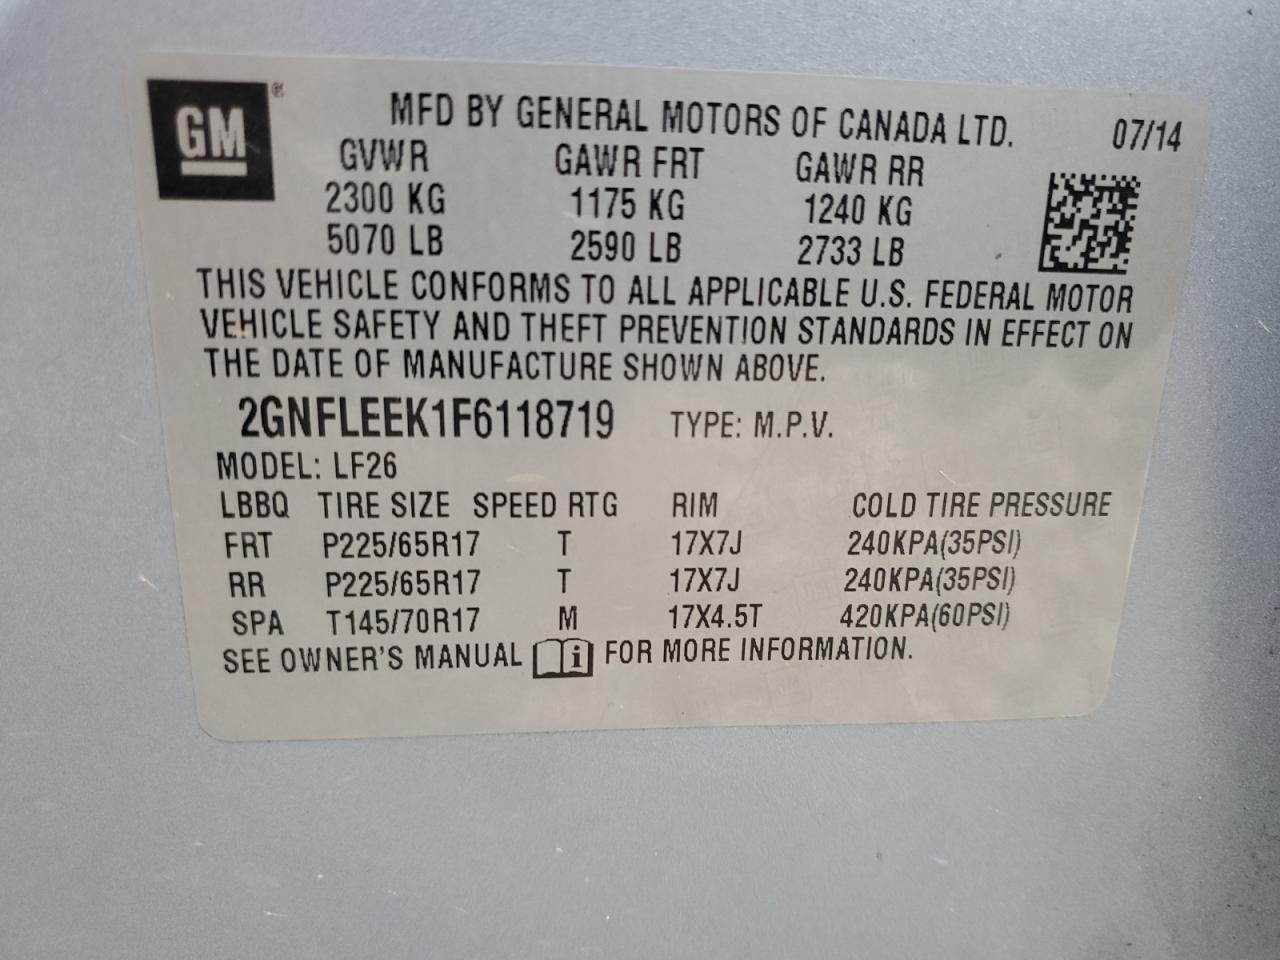 GM®
MFD BY GENERAL MOTORS OF CANADA LTD. 07/14
GVWR GAWR FRT GAWR RR
2300 KG 1175 KG 1240 KG
5070 LB 2590 LB 2733 LB
THIS VEHICLE CONFORMS TO ALL APPLICABLE U.S. FEDERAL MOTOR
VEHICLE SAFETY AND THEFT PREVENTION STANDARDS IN EFFECT ON
THE DATE OF MANUFACTURE SHOWN ABOVE.
2GNFLEEK1F6118719 TYPE: M.P.V.
MODEL: LF26
LBBQ TIRE SIZE SPEED RTG RIM COLD TIRE PRESSURE
FRT P225/65R17 T 17X7J 240KPA(35PSI)
RR P225/65R17 T 17X7J 240KPA(35PSI)
SPA T145/70R17 M 17X4.5T 420KPA(60PSI)
SEE OWNER'S MANUAL i FOR MORE INFORMATION.